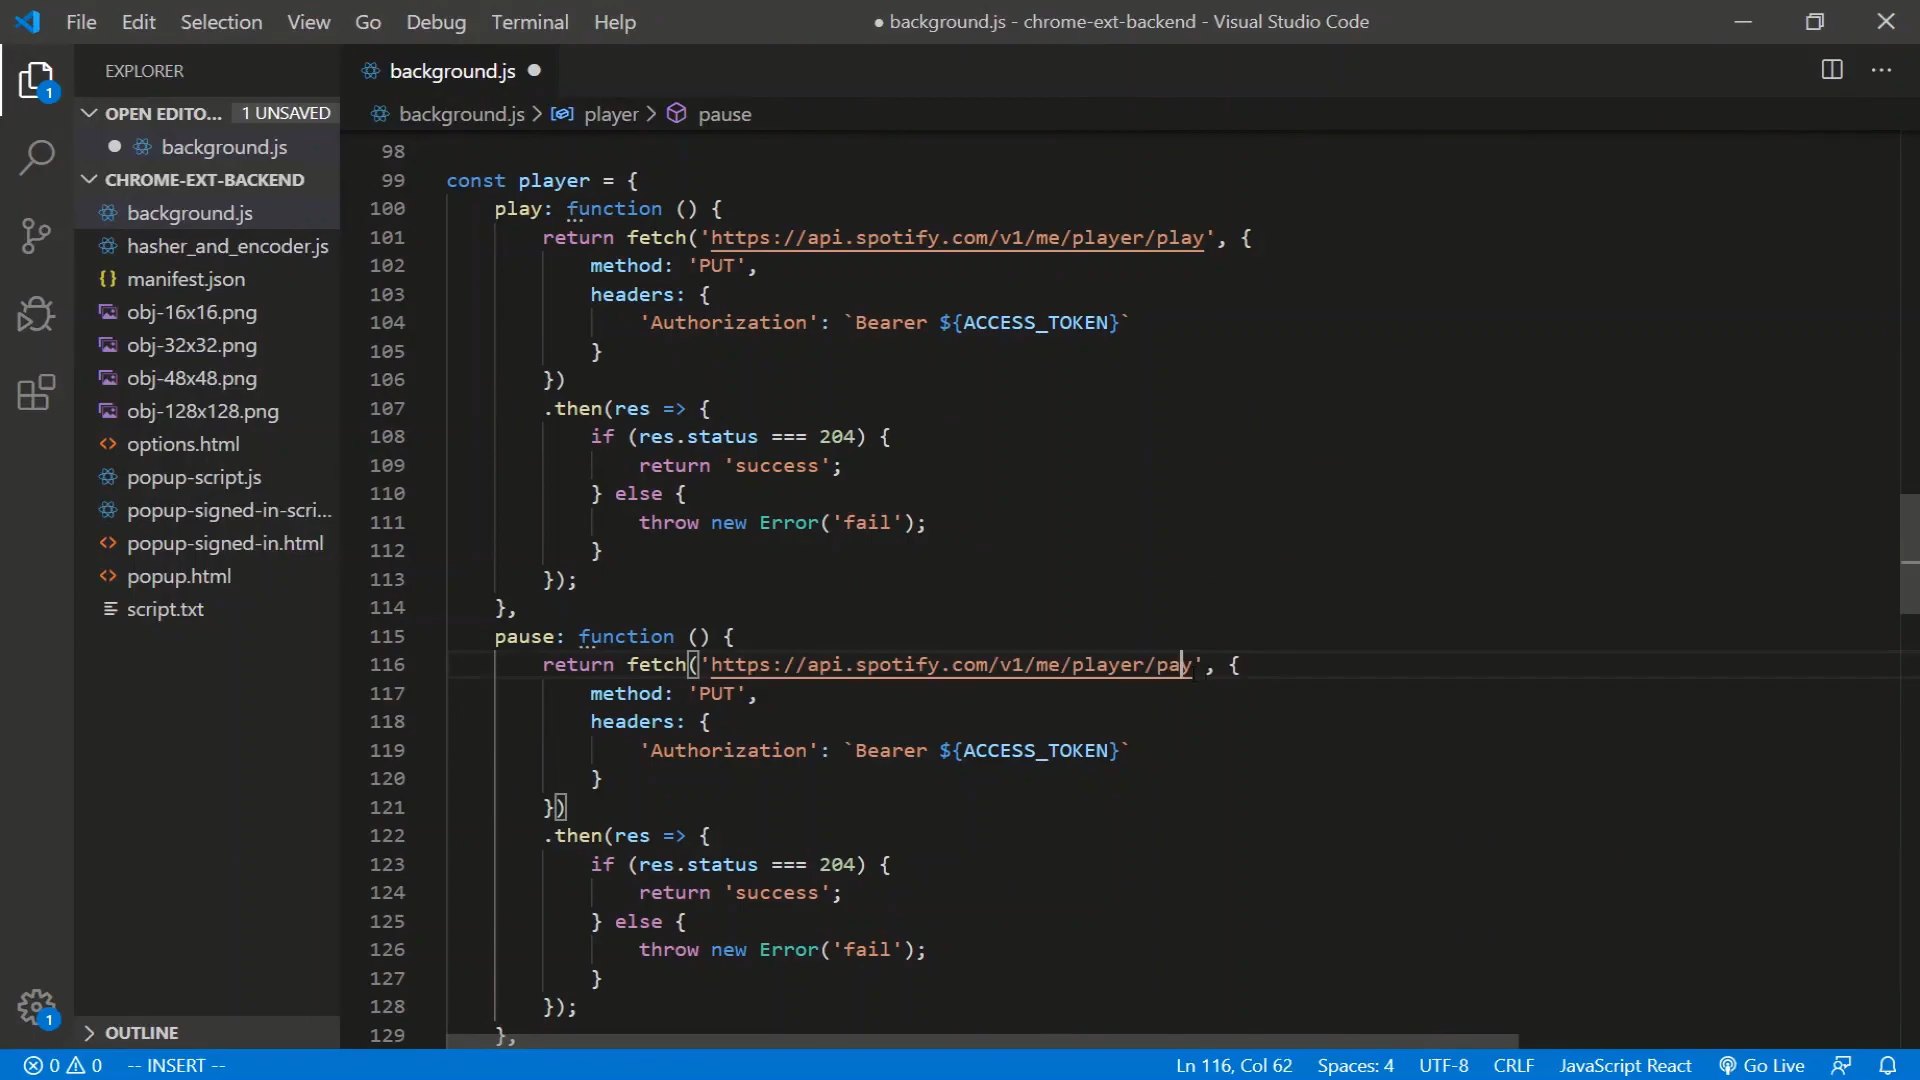 File Edit Selection View Go Debug Terminal Help
● background.js - chrome-ext-backend - Visual Studio Code
EXPLORER
1
OPEN EDITO... 1 UNSAVED
background.js
CHROME-EXT-BACKEND
background.js
hasher_and_encoder.js
manifest.json
obj-16x16.png
obj-32x32.png
obj-48x48.png
obj-128x128.png
options.html
popup-script.js
popup-signed-in-scri...
popup-signed-in.html
popup.html
script.txt
OUTLINE
1
background.js ●
background.js > player > pause
98
99 const player = {
100 play: function () {
101 return fetch('https://api.spotify.com/v1/me/player/play', {
102 method: 'PUT',
103 headers: {
104 'Authorization': `Bearer ${ACCESS_TOKEN}`
105 }
106 })
107 .then(res => {
108 if (res.status === 204) {
109 return 'success';
110 } else {
111 throw new Error('fail');
112 }
113 });
114 },
115 pause: function () {
116 return fetch('https://api.spotify.com/v1/me/player/pay', {
117 method: 'PUT',
118 headers: {
119 'Authorization': `Bearer ${ACCESS_TOKEN}`
120 }
121 })
122 .then(res => {
123 if (res.status === 204) {
124 return 'success';
125 } else {
126 throw new Error('fail');
127 }
128 });
129 },
0 0 -- INSERT -- Ln 116, Col 62 Spaces: 4 UTF-8 CRLF JavaScript React Go Live